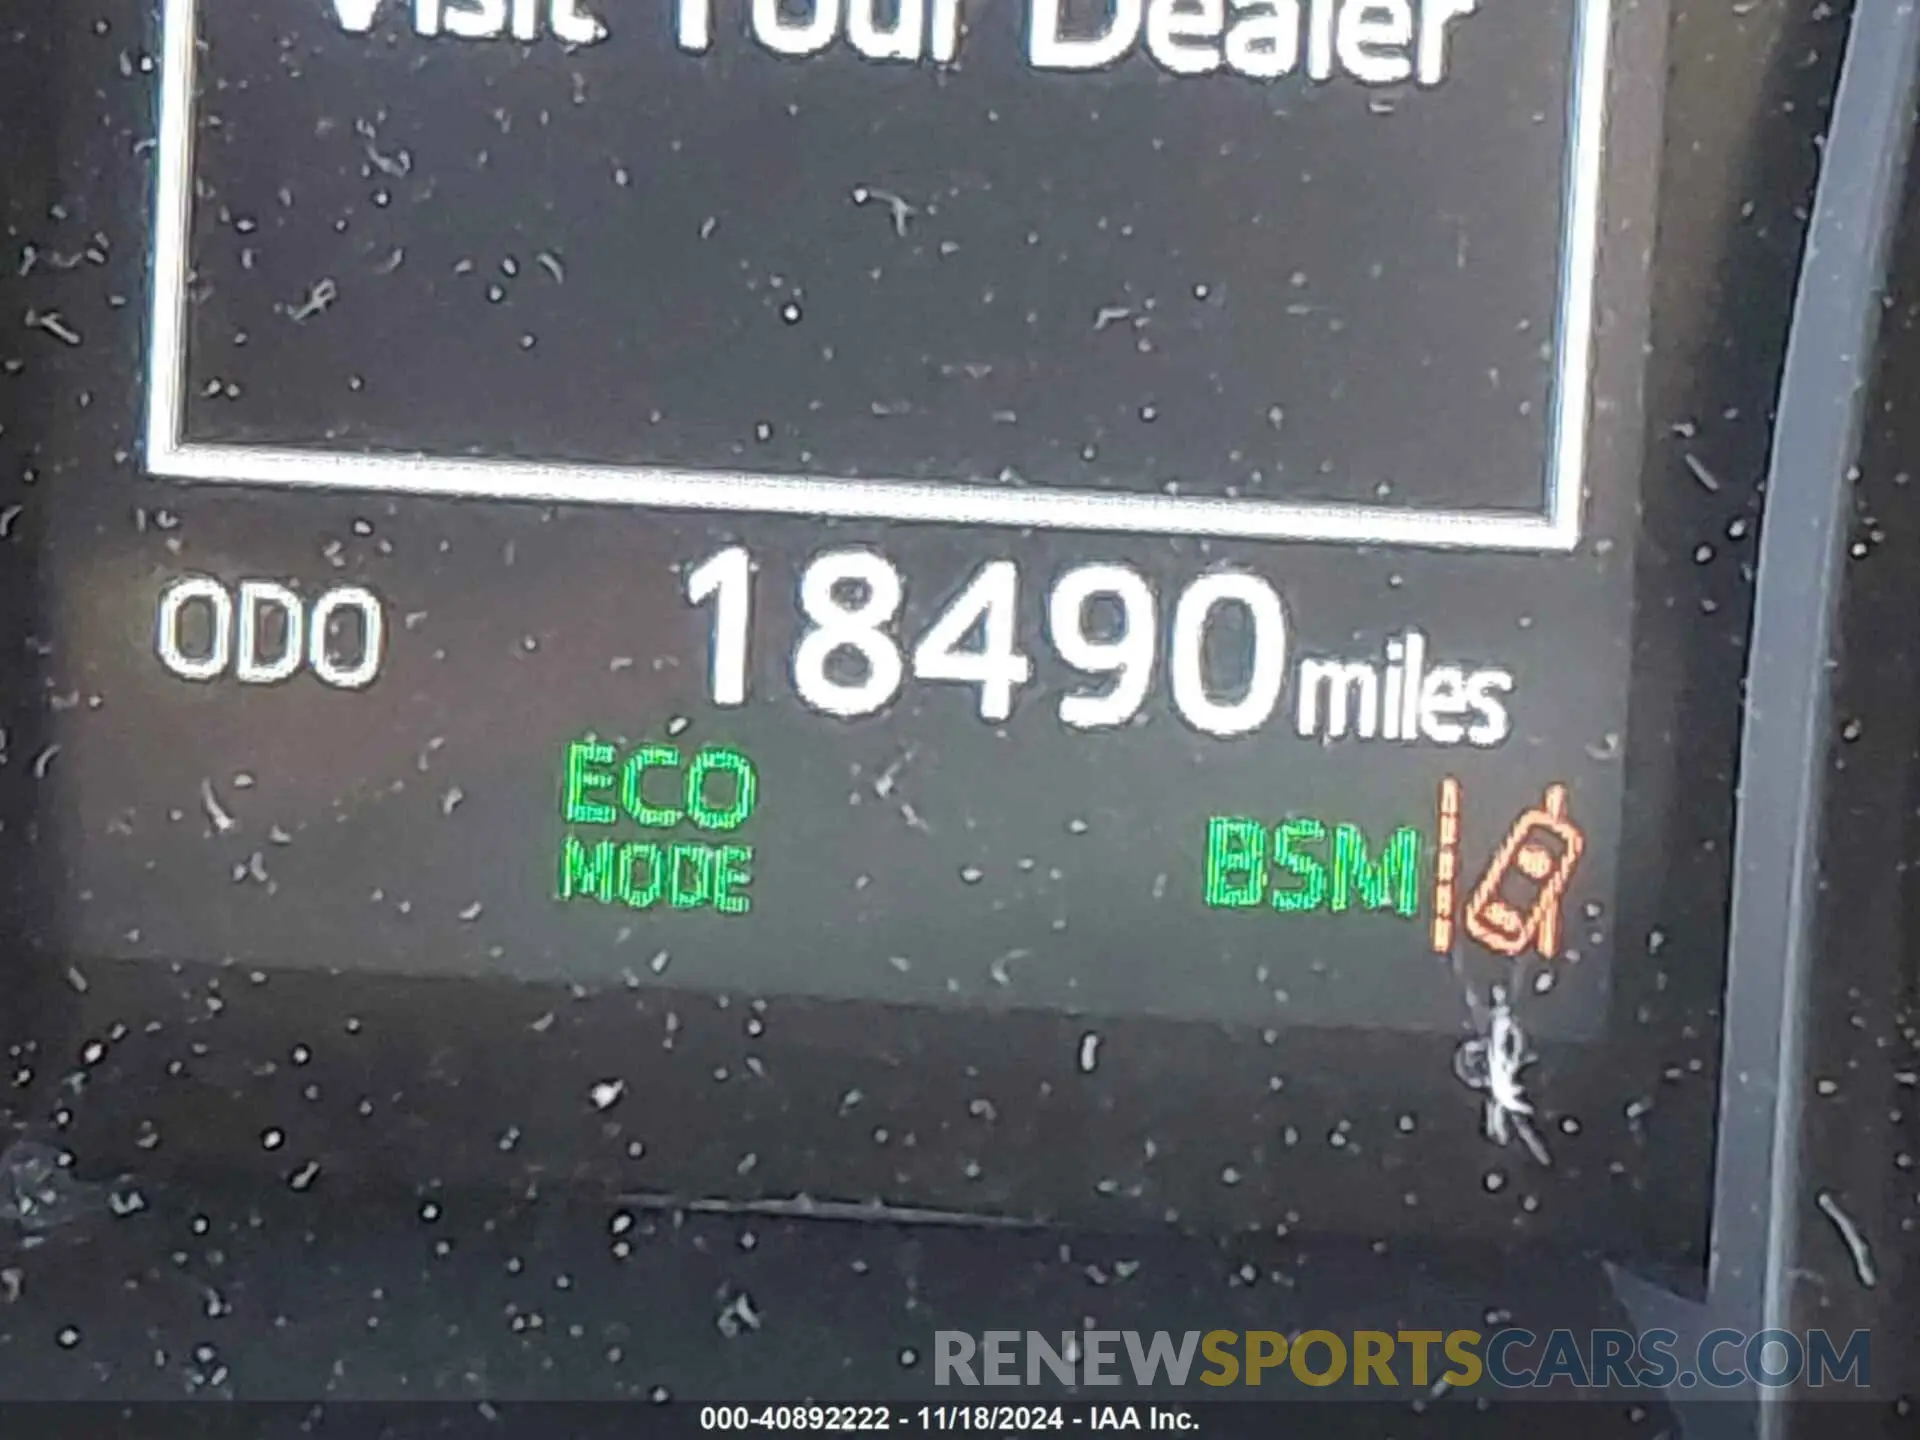 Visit Your Dealer
ODO 18490 miles
ECO
MODE
BSM
RENEWSPORTSCARS.COM
000-40892222 - 11/18/2024 - IAA Inc.